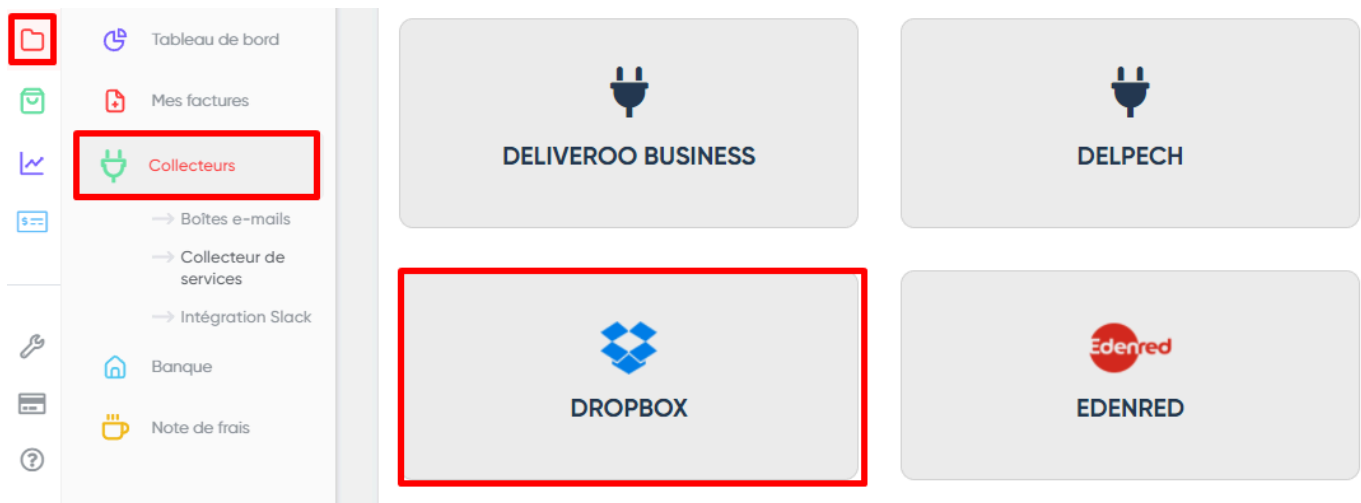 Tableau de bord
Mes factures
Collecteurs
Boîtes e-mails
Collecteur de
services
Intégration Slack
Banque
Note de frais
DELIVEROO BUSINESS
DELPECH
DROPBOX
Edenred
EDENRED